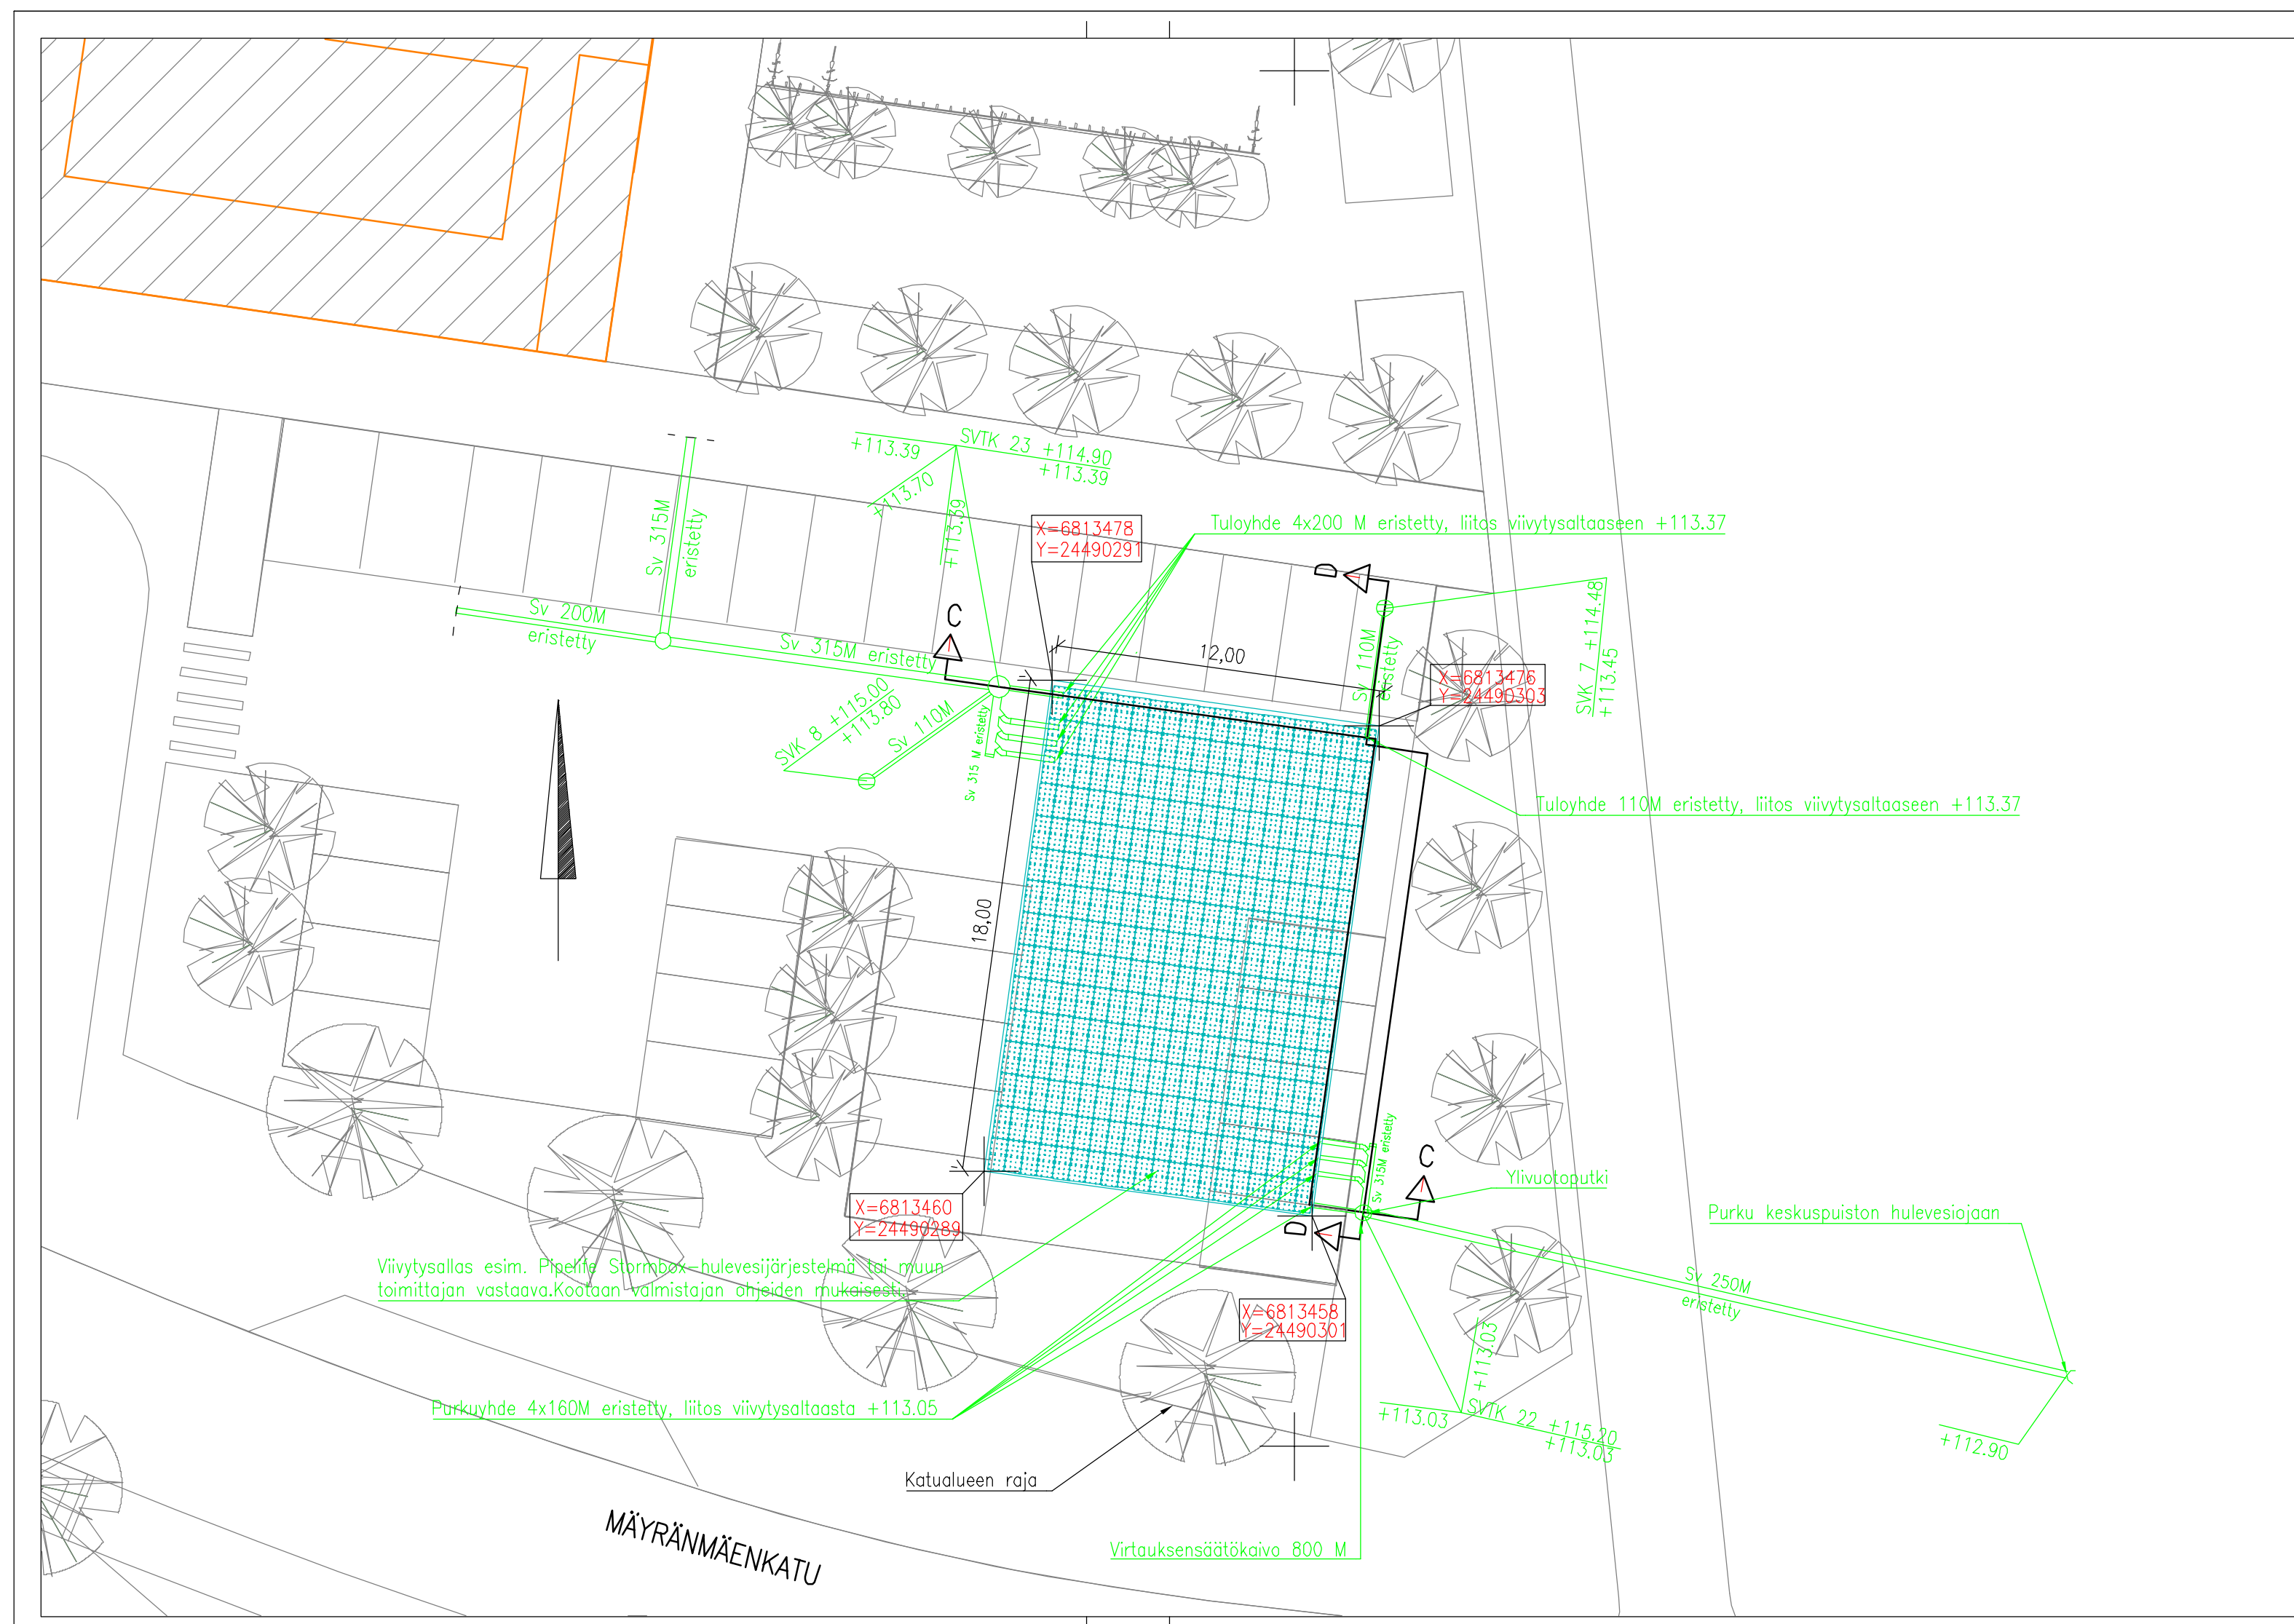 SVTK 23 +114.90
+113.39
+113.39
+113.70
+113.39
X=6813478
Y=24490291
Tuloyhde 4x200 M eristetty, liitos viivytysaltaaseen +113.37
Sv 315M
eristetty
D
Sv 200M
eristetty
C
Sv 315M eristetty
12,00
Sv 110M
eristetty
SVK 7 +114.48
+113.45
X=6813476
Y=24490303
SVK 8 +115.00
+113.80
Sv 110M
Sv 315 M eristetty
Tuloyhde 110M eristetty, liitos viivytysaltaaseen +113.37
18,00
Sv 315M eristetty
C
Ylivuotoputki
X=6813460
Y=24490289
D
Purku keskuspuiston hulevesiojaan
Viivytysallas esim. Pipelife Stormbox-hulevesijärjestelmä tai muun
toimittajan vastaava.Kootaan valmistajan ohjeiden mukaisesti.
Sv 250M
eristetty
X=6813458
Y=24490301
+113.03
Purkuyhde 4x160M eristetty, liitos viivytysaltaasta +113.05
+113.03
SVTK 22 +115.20
+113.03
+112.90
Katualueen raja
MÄYRÄNMÄENKATU
Virtauksensäätökaivo 800 M